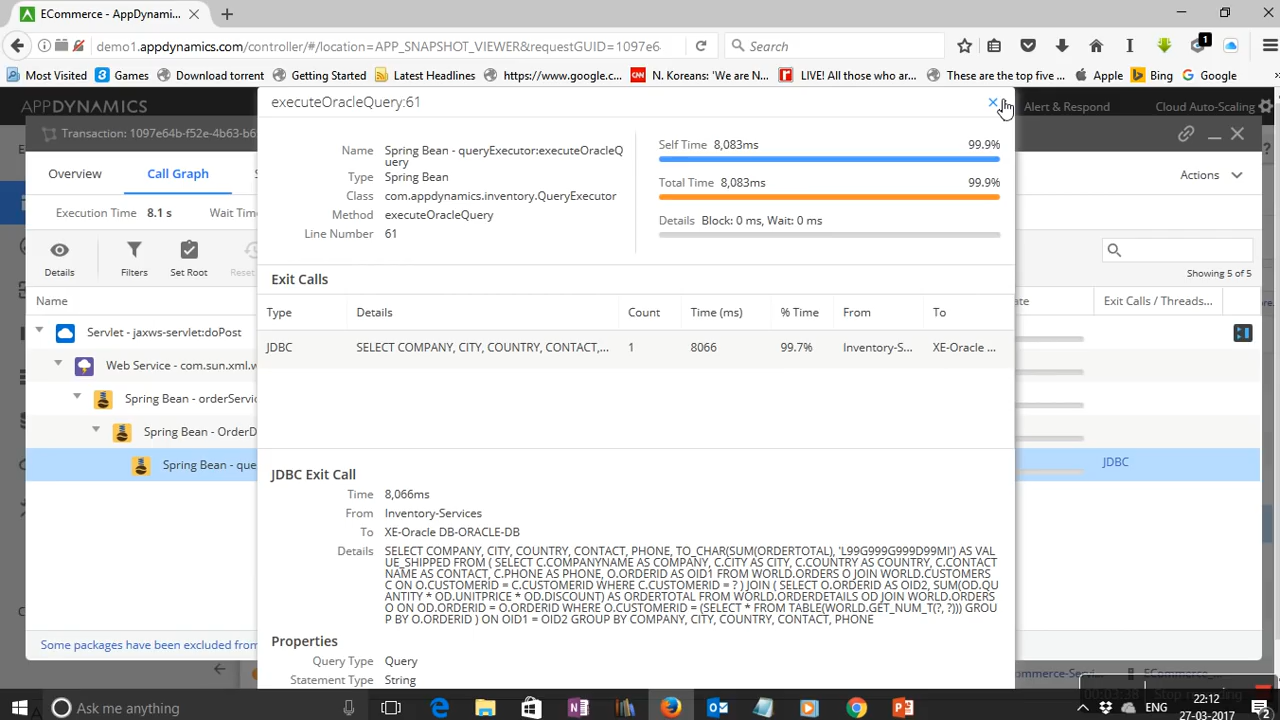 ECommerce - AppDynamics
demo1.appdynamics.com/controller/#/location=APP_SNAPSHOT_VIEWER&requestGUID=1097e6
Search
1
Most Visited
Games
Download torrent
Getting Started
Latest Headlines
https://www.google.c...
N. Koreans: 'We are N...
LIVE! All those who ar...
These are the top five ...
Apple
Bing
Google
APPDYNAMICS
executeOracleQuery:61
Alert & Respond
Cloud Auto-Scaling
Transaction: 1097e64b-f52e-4b63-b6
Overview
Call Graph
Actions
Execution Time 8.1 s
Wait Time
Name Spring Bean - queryExecutor:executeOracleQ
uery
Type Spring Bean
Class com.appdynamics.inventory.QueryExecutor
Method executeOracleQuery
Line Number 61
Self Time 8,083ms 99.9%
Total Time 8,083ms 99.9%
Details Block: 0 ms, Wait: 0 ms
Details
Filters
Set Root
Reset
Showing 5 of 5
Name
Exit Calls / Threads...
Exit Calls
Type Details Count Time (ms) % Time From To
JDBC SELECT COMPANY, CITY, COUNTRY, CONTACT,... 1 8066 99.7% Inventory-S... XE-Oracle ...
Servlet - jaxws-servlet:doPost
Web Service - com.sun.xml.w
Spring Bean - orderServic
Spring Bean - OrderD
Spring Bean - que
JDBC
JDBC Exit Call
Time 8,066ms
From Inventory-Services
To XE-Oracle DB-ORACLE-DB
Details SELECT COMPANY, CITY, COUNTRY, CONTACT, PHONE, TO_CHAR(SUM(ORDERTOTAL), 'L99G999G999D99MI') AS VAL
UE_SHIPPED FROM ( SELECT C.COMPANYNAME AS COMPANY, C.CITY AS CITY, C.COUNTRY AS COUNTRY, C.CONTACT
NAME AS CONTACT, C.PHONE AS PHONE, O.ORDERID AS OID1 FROM WORLD.ORDERS O JOIN WORLD.CUSTOMERS
C ON O.CUSTOMERID = C.CUSTOMERID WHERE C.CUSTOMERID = ? ) JOIN ( SELECT O.ORDERID AS OID2, SUM(OD.QU
ANTITY * OD.UNITPRICE * OD.DISCOUNT) AS ORDERTOTAL FROM WORLD.ORDERDETAILS OD JOIN WORLD.ORDERS
O ON OD.ORDERID = O.ORDERID WHERE O.CUSTOMERID = (SELECT * FROM TABLE(WORLD.GET_NUM_T(?, ?))) GROU
P BY O.ORDERID ) ON OID1 = OID2 GROUP BY COMPANY, CITY, COUNTRY, CONTACT, PHONE
Properties
Query Type Query
Statement Type String
Some packages have been excluded from
ECommerce-Servi...
ECommerce_
00:03:38
Ask me anything
ENG
22:12
27-03-2017
2